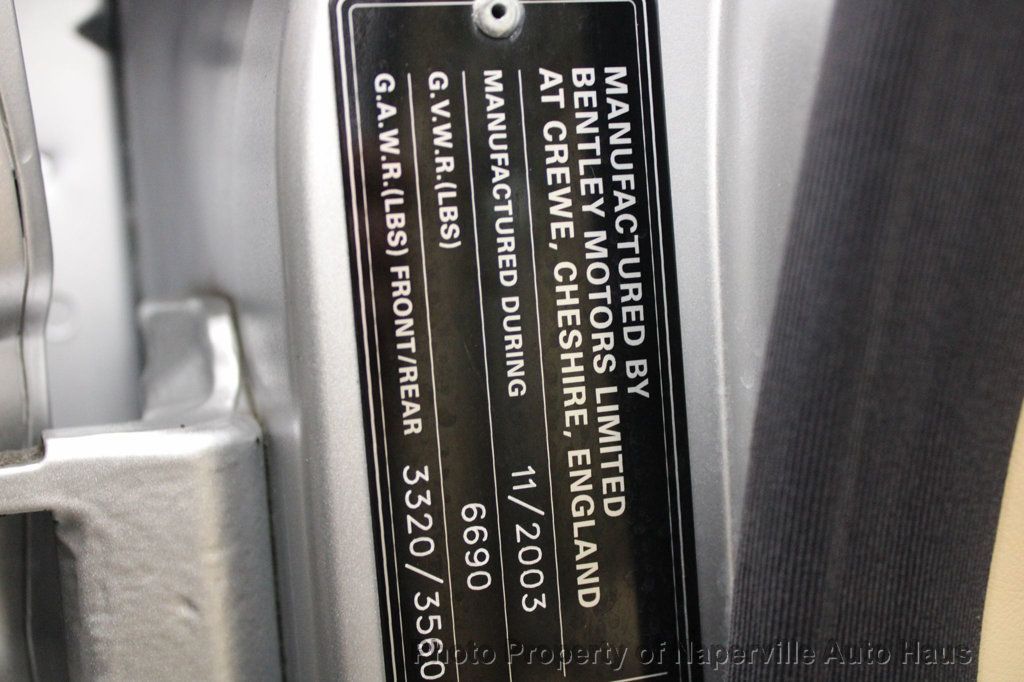 MANUFACTURED BY
BENTLEY MOTORS LIMITED
AT CREWE, CHESHIRE, ENGLAND
MANUFACTURED DURING 11/2003
G.V.W.R.(LBS) 6690
G.A.W.R.(LBS) FRONT/REAR 3320/3560
Photo Property of Naperville Auto Haus